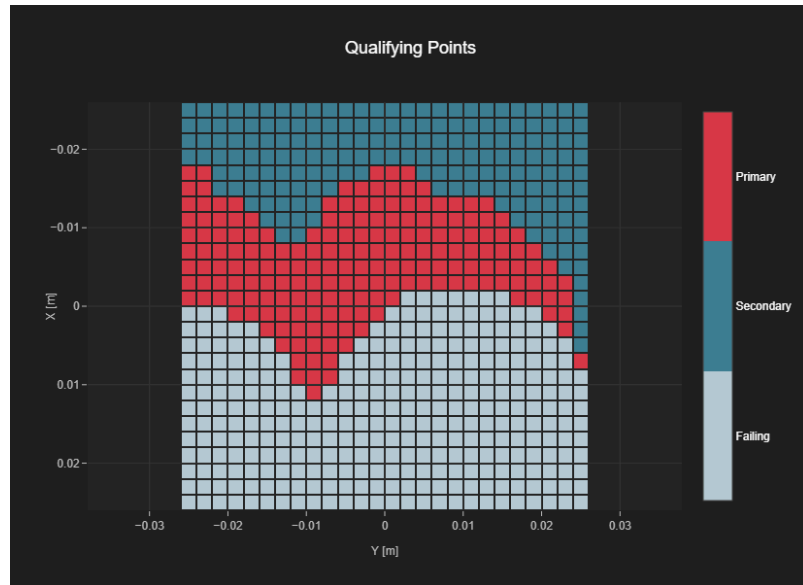 Qualifying Points
−0.02
−0.01
0
0.01
0.02
X [m]
−0.03
−0.02
−0.01
0
0.01
0.02
0.03
Y [m]
Primary
Secondary
Failing